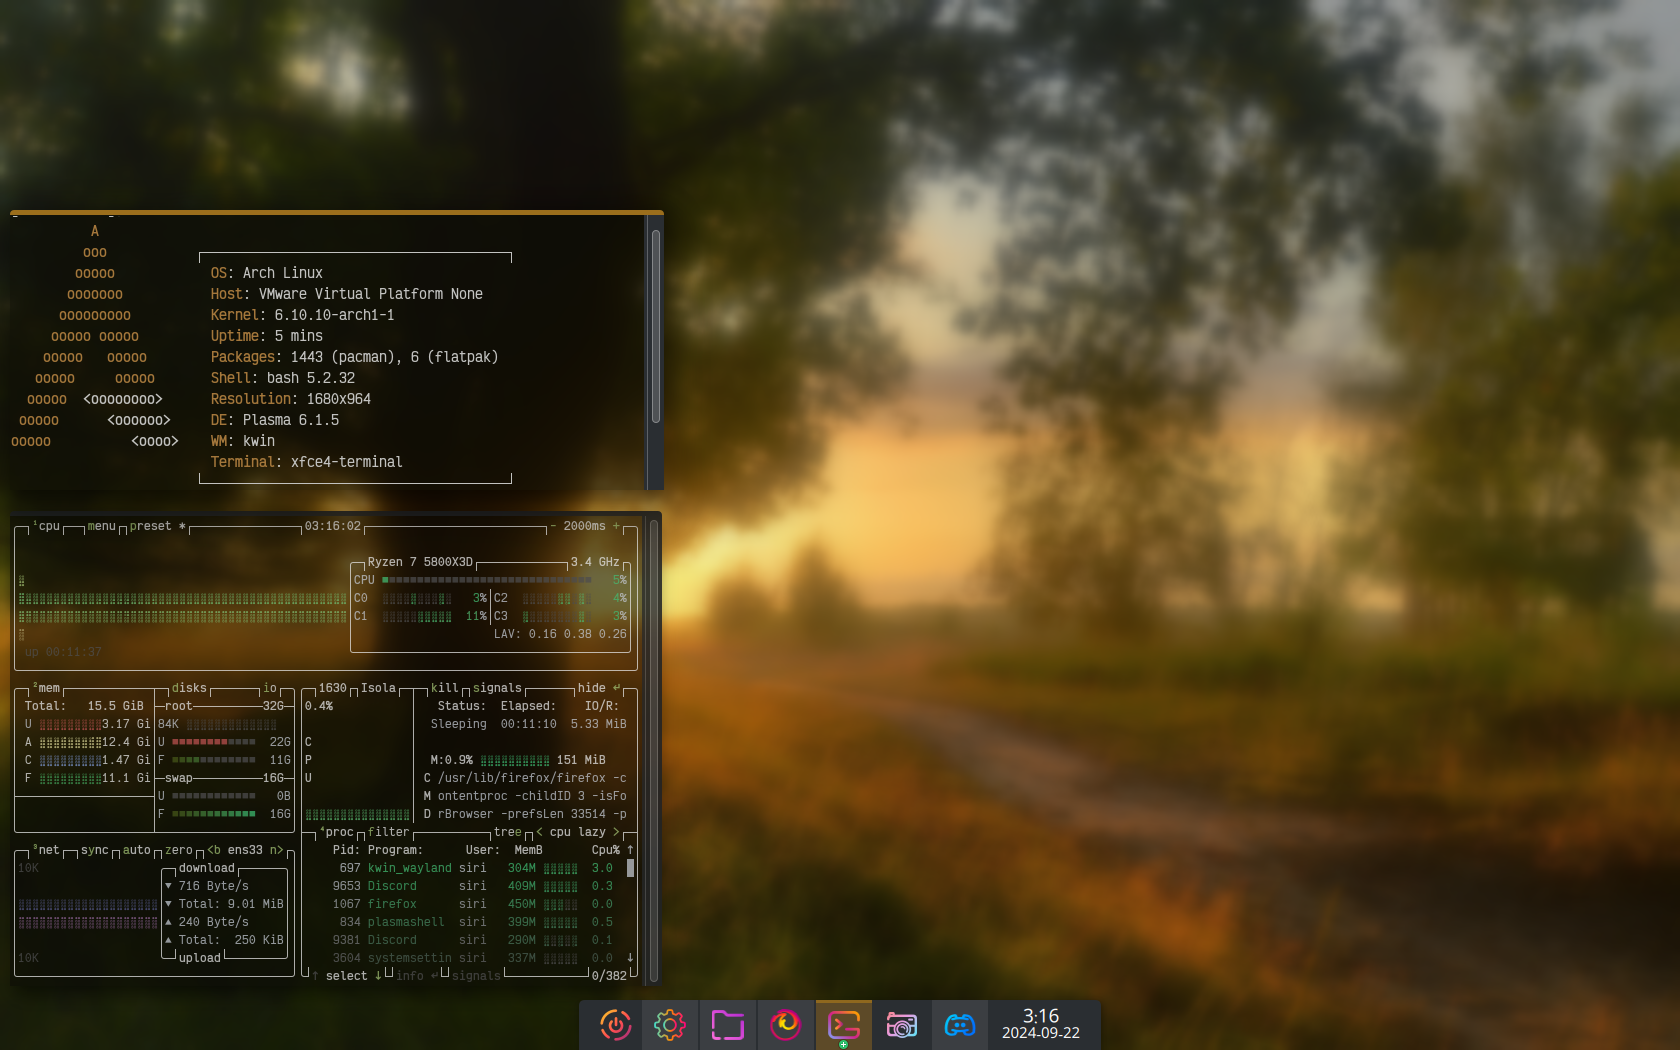 A
ooo
ooooo
ooooooo
ooooooooo
ooooo ooooo
ooooo ooooo
ooooo ooooo
ooooo <oooooooo>
ooooo <oooooo>
ooooo <oooo>
OS: Arch Linux
Host: VMware Virtual Platform None
Kernel: 6.10.10-arch1-1
Uptime: 5 mins
Packages: 1443 (pacman), 6 (flatpak)
Shell: bash 5.2.32
Resolution: 1680x964
DE: Plasma 6.1.5
WM: kwin
Terminal: xfce4-terminal
¹cpu menu preset * 03:16:02 - 2000ms +
Ryzen 7 5800X3D 3.4 GHz
CPU 5%
C0 3% C2 4%
C1 11% C3 3%
LAV: 0.16 0.38 0.26
up 00:11:37
²mem disks io
Total: 15.5 GiB root 32G
U 3.17 Gi 84K
A 12.4 Gi U 22G
C 1.47 Gi F 11G
F 11.1 Gi swap 16G
U 0B
F 16G
1630 Isola kill signals hide ↵
0.4% Status: Elapsed: IO/R:
Sleeping 00:11:10 5.33 MiB
C
P M:0.9% 151 MiB
U C /usr/lib/firefox/firefox -c
M ontentproc -childID 3 -isFo
D rBrowser -prefsLen 33514 -p
³net sync auto zero <b ens33 n>
10K download
▼ 716 Byte/s
▼ Total: 9.01 MiB
▲ 240 Byte/s
▲ Total: 250 KiB
10K upload
⁴proc filter tree < cpu lazy >
Pid: Program: User: MemB Cpu% ↑
697 kwin_wayland siri 304M 3.0
9653 Discord siri 409M 0.3
1067 firefox siri 450M 0.0
834 plasmashell siri 399M 0.5
9381 Discord siri 290M 0.1
3604 systemsettin siri 337M 0.0 ↓
↑ select ↓ info ↵ signals 0/382
3:16
2024-09-22